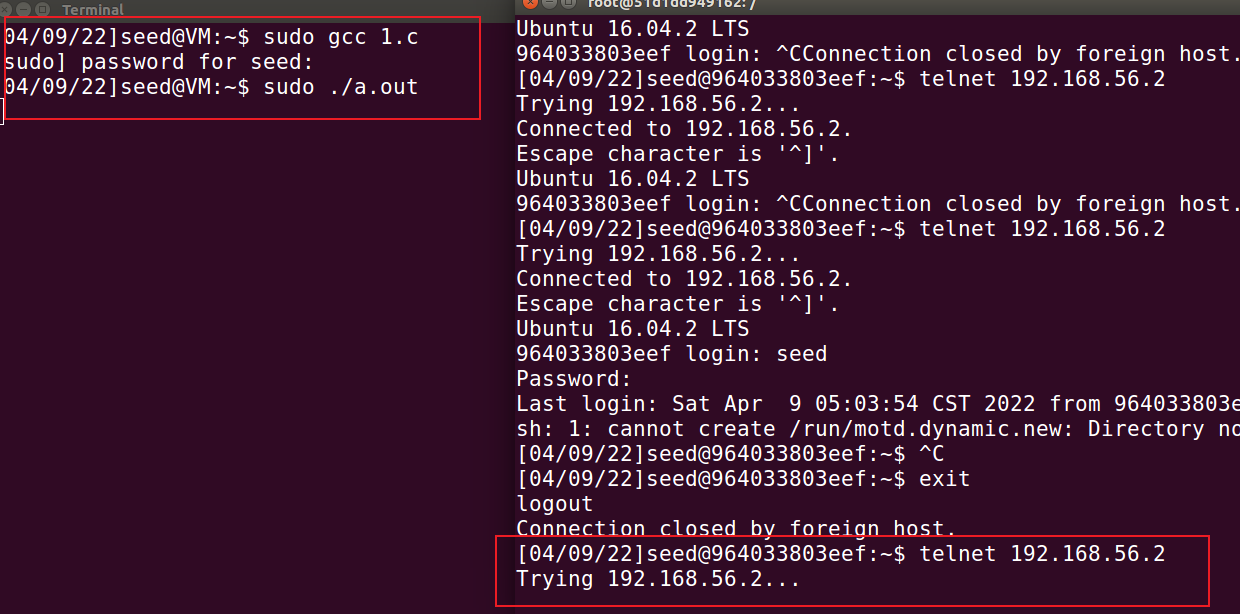 Terminal
04/09/22]seed@VM:~$ sudo gcc 1.c
sudo] password for seed:
04/09/22]seed@VM:~$ sudo ./a.out
root@51d1dd949162: /
Ubuntu 16.04.2 LTS
964033803eef login: ^CConnection closed by foreign host.
[04/09/22]seed@964033803eef:~$ telnet 192.168.56.2
Trying 192.168.56.2...
Connected to 192.168.56.2.
Escape character is '^]'.
Ubuntu 16.04.2 LTS
964033803eef login: ^CConnection closed by foreign host.
[04/09/22]seed@964033803eef:~$ telnet 192.168.56.2
Trying 192.168.56.2...
Connected to 192.168.56.2.
Escape character is '^]'.
Ubuntu 16.04.2 LTS
964033803eef login: seed
Password:
Last login: Sat Apr  9 05:03:54 CST 2022 from 964033803e
sh: 1: cannot create /run/motd.dynamic.new: Directory no
[04/09/22]seed@964033803eef:~$ ^C
[04/09/22]seed@964033803eef:~$ exit
logout
Connection closed by foreign host.
[04/09/22]seed@964033803eef:~$ telnet 192.168.56.2
Trying 192.168.56.2...